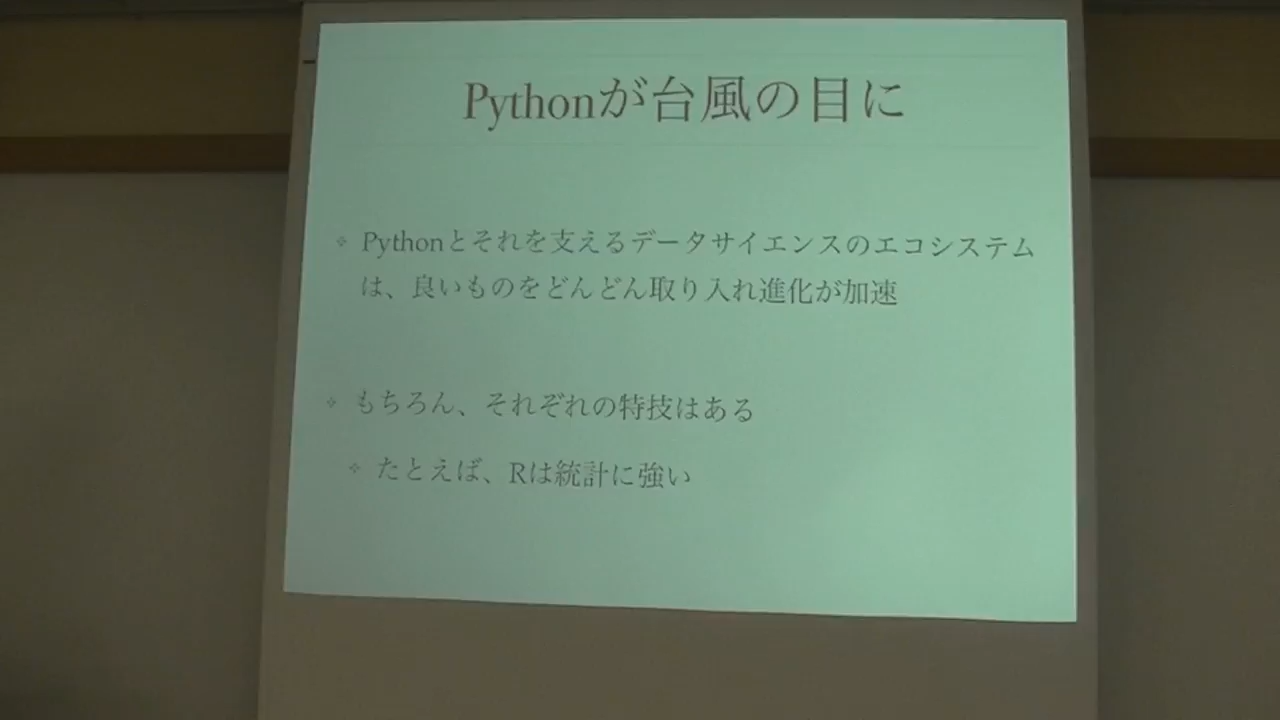 Pythonが台風の目に
Pythonとそれを支えるデータサイエンスのエコシステム
は、良いものをどんどん取り入れ進化が加速
もちろん、それぞれの特技はある
たとえば、Rは統計に強い